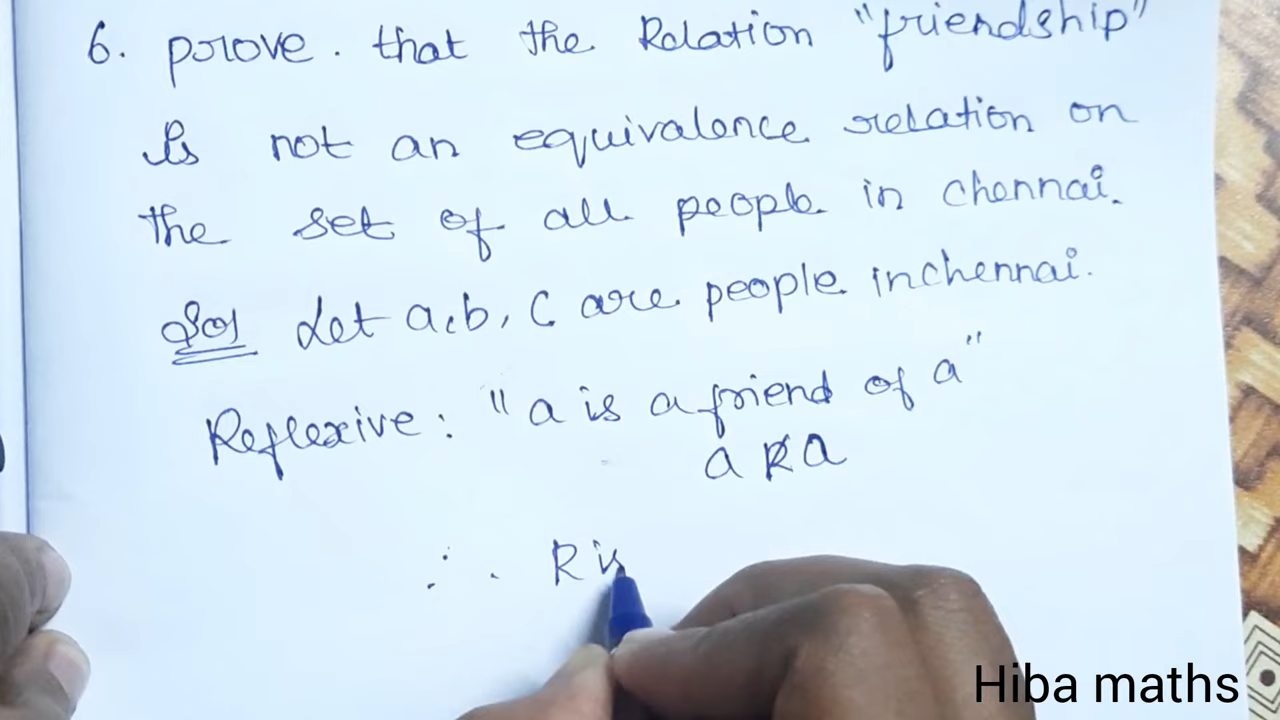 6. prove. that the Relation "friendship"
is not an equivalence relation on
the set of all people in chennai.
Sol Let a,b, c are people in chennai.
Reflexive: "a is a friend of a"
a R a
∴ R is
Hiba maths